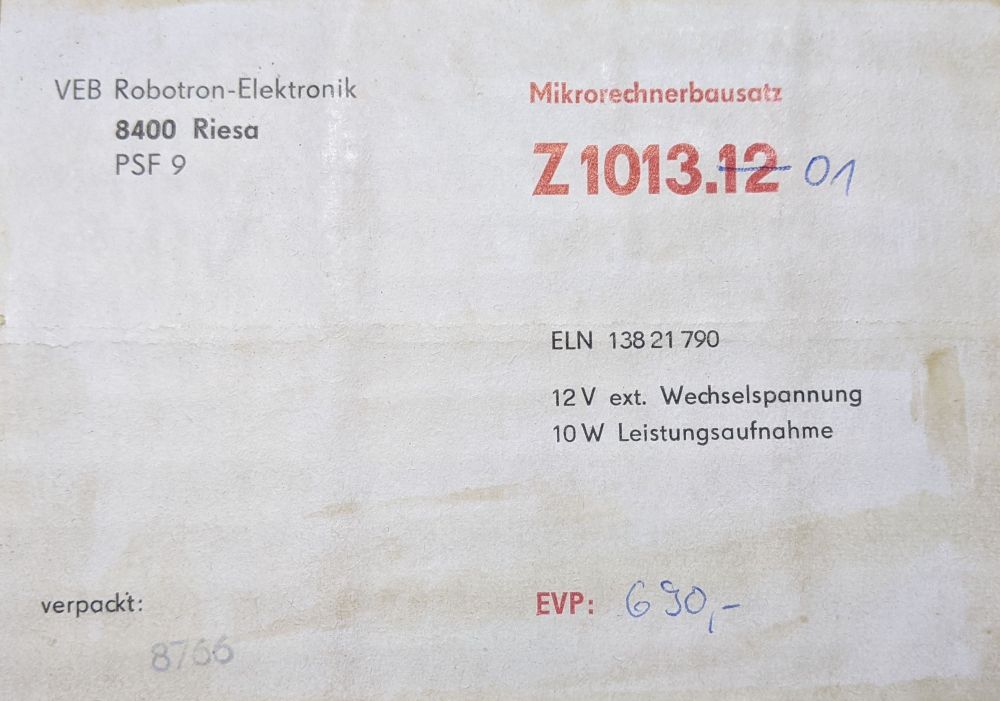 VEB Robotron-Elektronik
8400 Riesa
PSF 9
Mikrorechnerbausatz
Z 1013.12 01
ELN 138 21 790
12 V ext. Wechselspannung
10 W Leistungsaufnahme
verpackt:
8766
EVP: 690,-